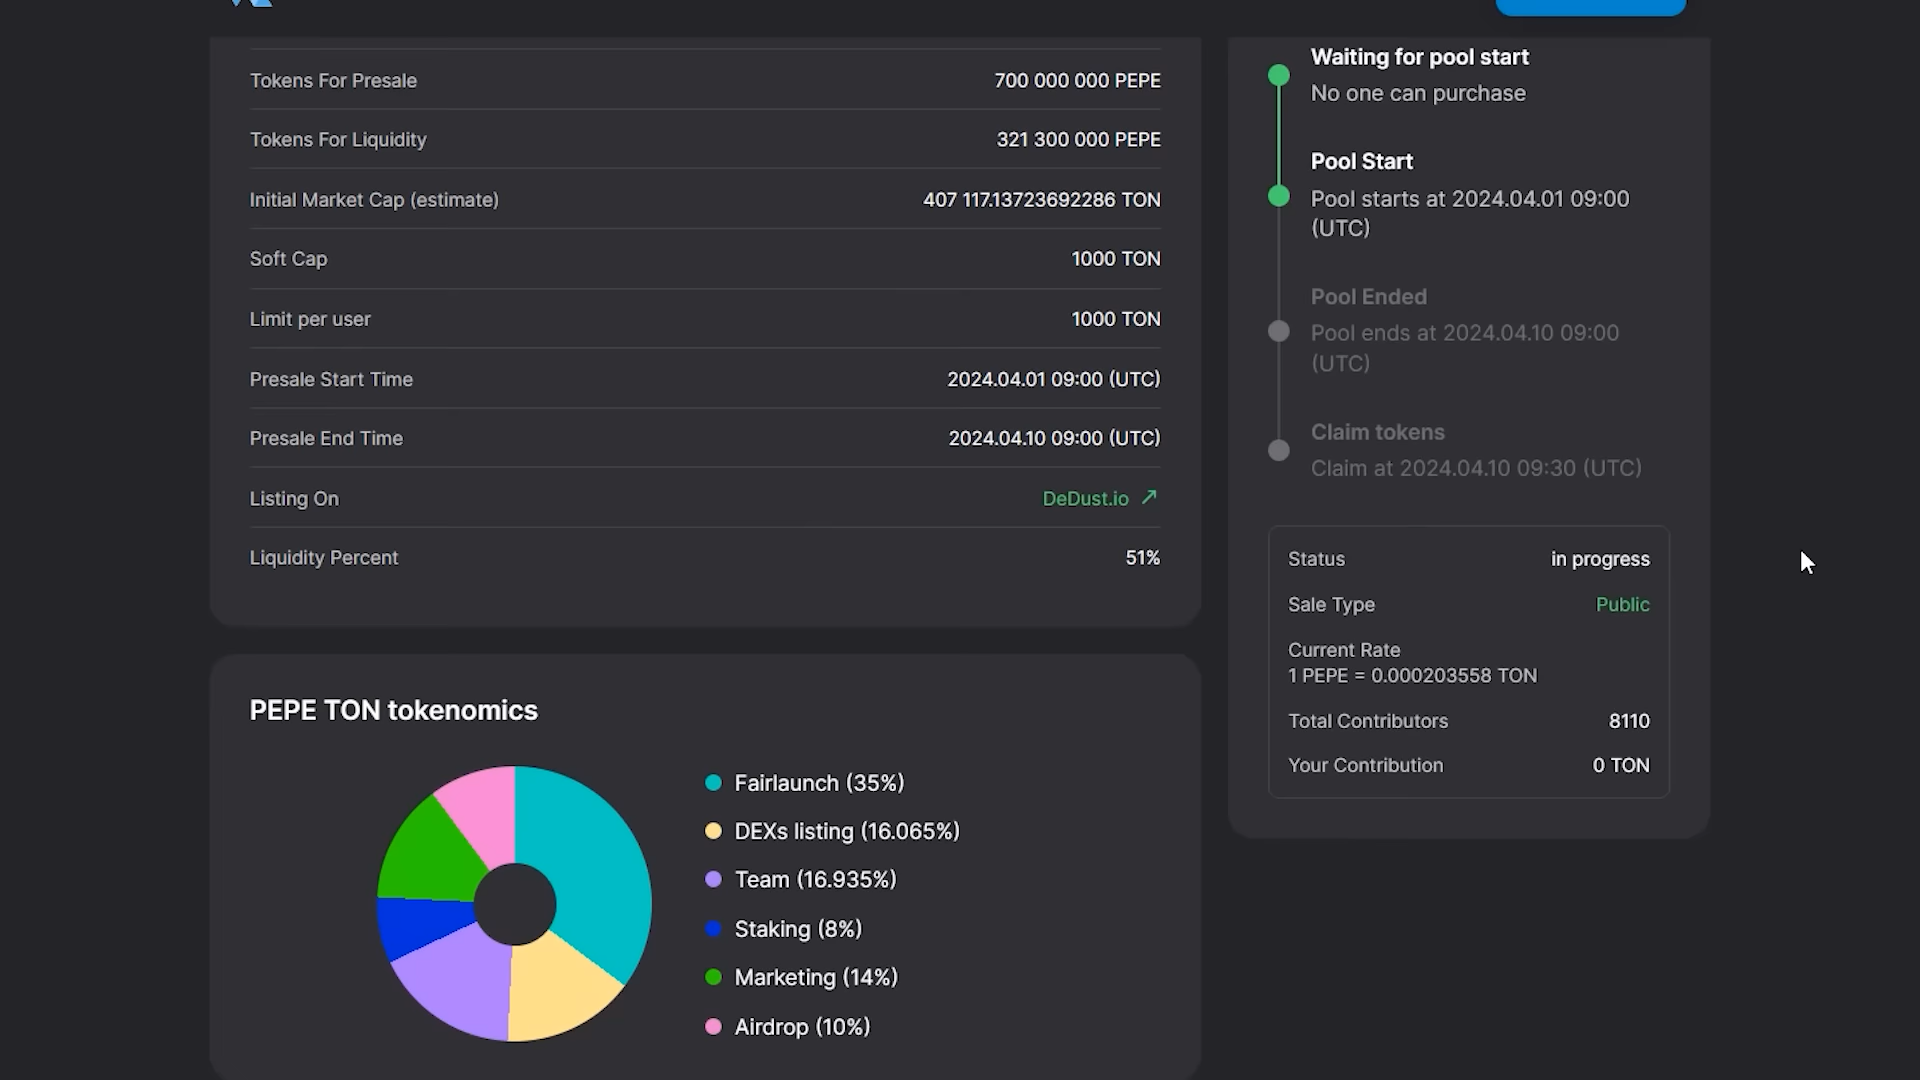 Tokens For Presale 700 000 000 PEPE
Tokens For Liquidity 321 300 000 PEPE
Initial Market Cap (estimate) 407 117.13723692286 TON
Soft Cap 1000 TON
Limit per user 1000 TON
Presale Start Time 2024.04.01 09:00 (UTC)
Presale End Time 2024.04.10 09:00 (UTC)
Listing On DeDust.io ↗
Liquidity Percent 51%
PEPE TON tokenomics
Fairlaunch (35%)
DEXs listing (16.065%)
Team (16.935%)
Staking (8%)
Marketing (14%)
Airdrop (10%)
Waiting for pool start
No one can purchase
Pool Start
Pool starts at 2024.04.01 09:00
(UTC)
Pool Ended
Pool ends at 2024.04.10 09:00
(UTC)
Claim tokens
Claim at 2024.04.10 09:30 (UTC)
Status in progress
Sale Type Public
Current Rate
1 PEPE = 0.000203558 TON
Total Contributors 8110
Your Contribution 0 TON